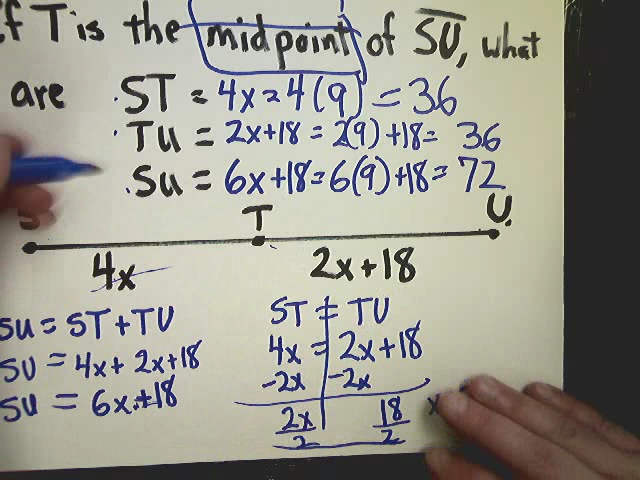 If T is the midpoint of SU, what
are
ST = 4x = 4(9) = 36
TU = 2x+18 = 2(9)+18= 36
SU = 6x+18 = 6(9)+18= 72
T U
4x 2x+18
SU = ST+TU
SU = 4x+ 2x+18
SU = 6x+18
ST = TU
4x = 2x+18
-2x -2x
2x 18
2 2
x